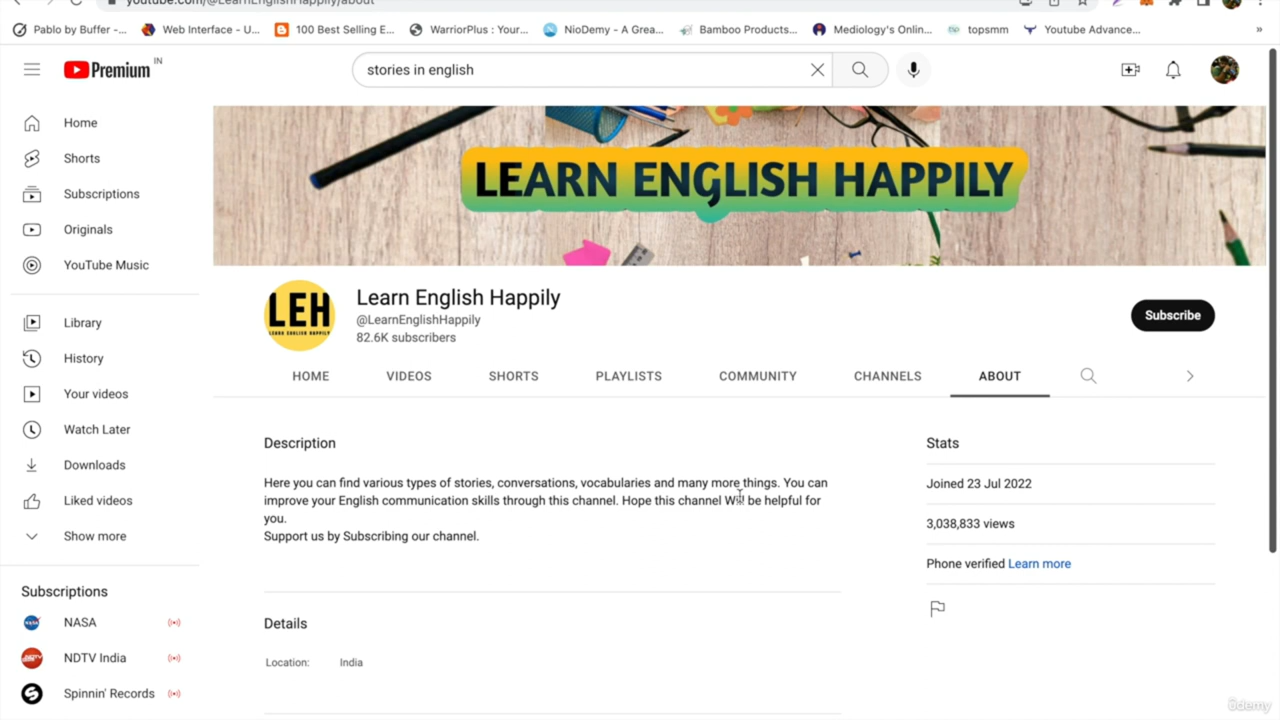 youtube.com/@LearnEnglishHappily/about
Pablo by Buffer -... Web Interface - U... 100 Best Selling E... WarriorPlus : Your... NioDemy - A Grea... Bamboo Products... Mediology's Onlin... topsmm Youtube Advance... »
Premium IN
stories in english
Home
Shorts
Subscriptions
Originals
YouTube Music
Library
History
Your videos
Watch Later
Downloads
Liked videos
Show more
Subscriptions
NASA
NDTV India
Spinnin' Records
LEARN ENGLISH HAPPILY
LEH
LEARN ENGLISH HAPPILY
Learn English Happily
@LearnEnglishHappily
82.6K subscribers
Subscribe
HOME VIDEOS SHORTS PLAYLISTS COMMUNITY CHANNELS ABOUT
Description
Here you can find various types of stories, conversations, vocabularies and many more things. You can
improve your English communication skills through this channel. Hope this channel Will be helpful for
you.
Support us by Subscribing our channel.
Details
Location: India
Stats
Joined 23 Jul 2022
3,038,833 views
Phone verified Learn more
ûdemy